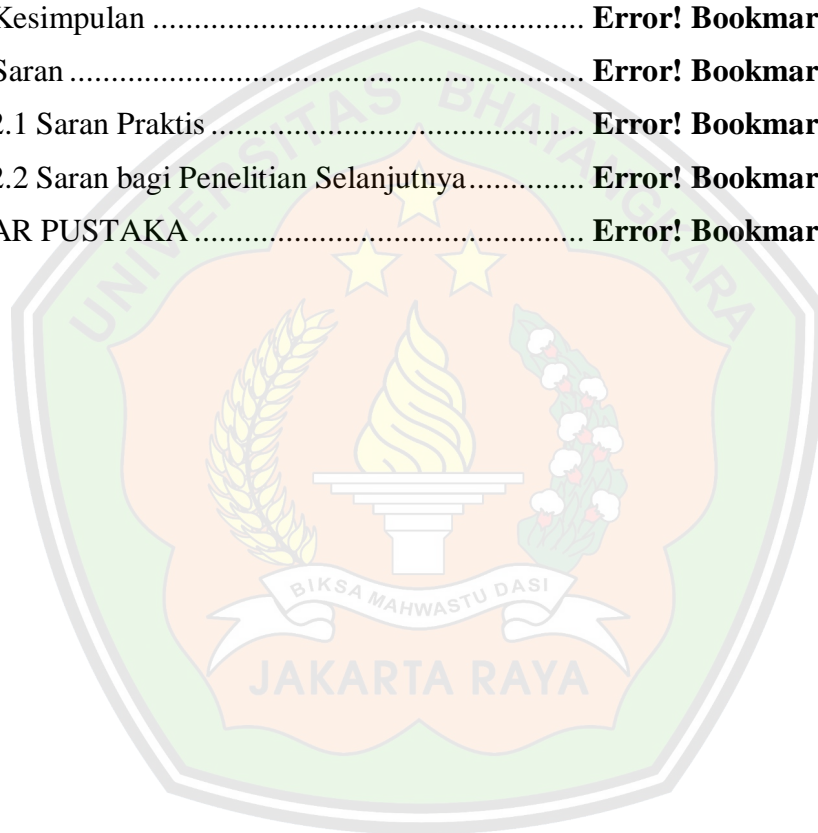 Kesimpulan ................................................... Error! Bookmar
Saran ............................................................. Error! Bookmar
2.1 Saran Praktis ............................................ Error! Bookmar
2.2 Saran bagi Penelitian Selanjutnya.............. Error! Bookmar
AR PUSTAKA .............................................. Error! Bookmar
UNIVERSITAS BHAYANGKARA
BIKSA MAHWASTU DASI
JAKARTA RAYA